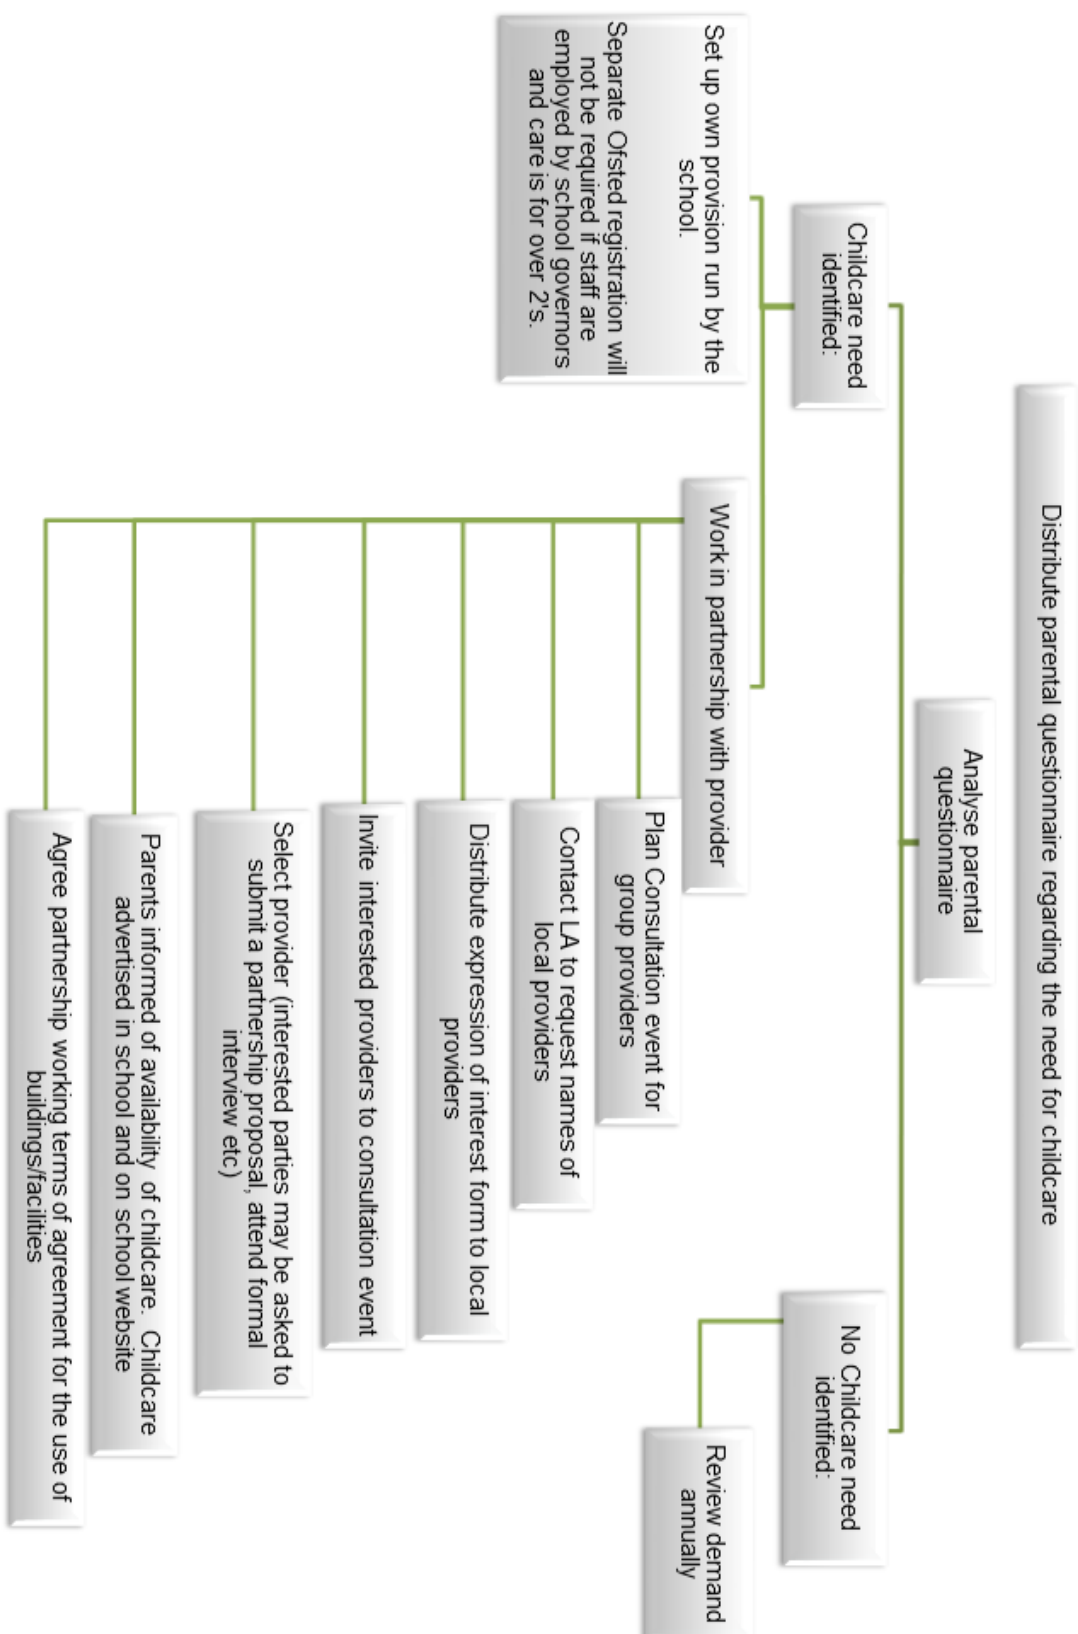 Distribute parental questionnaire regarding the need for childcare
Analyse parental
questionnaire
Childcare need
identified:
Set up own provision run by the
school.
Separate Ofsted registration will
not be required if staff are
employed by school governors
and care is for over 2's.
Work in partnership with provider
Plan Consultation event for
group providers
Contact LA to request names of
local providers
Distribute expression of interest form to local
providers
Invite interested providers to consultation event
Select provider (interested parties may be asked to
submit a partnership proposal, attend formal
interview etc)
Parents informed of availability of childcare. Childcare
advertised in school and on school website
Agree partnership working terms of agreement for the use of
buildings/facilities
No Childcare need
identified:
Review demand
annually